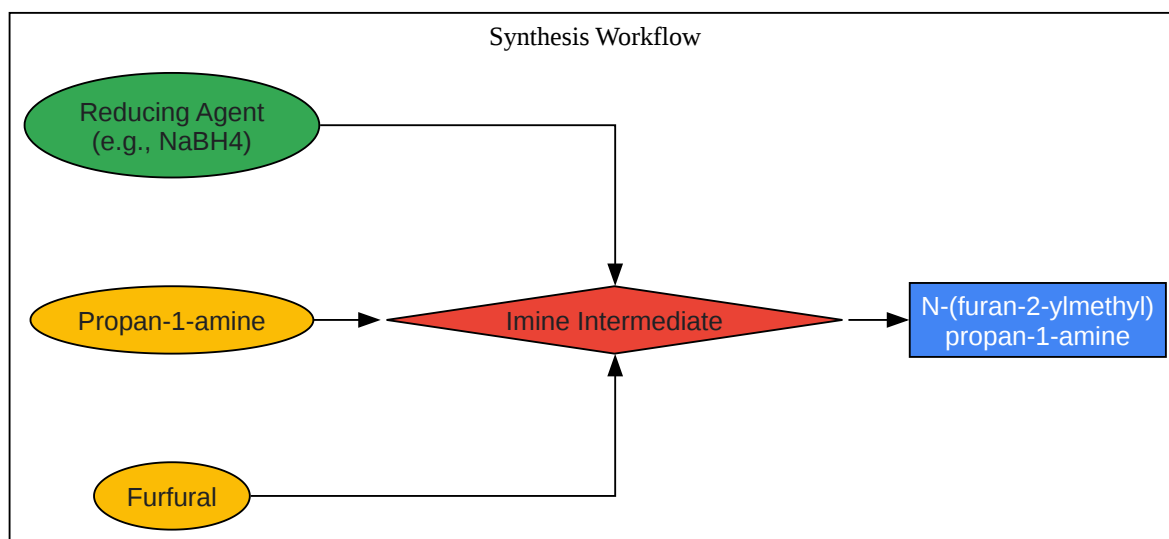 Synthesis Workflow
Reducing Agent
(e.g., NaBH4)
Propan-1-amine
Imine Intermediate
N-(furan-2-ylmethyl)
propan-1-amine
Furfural